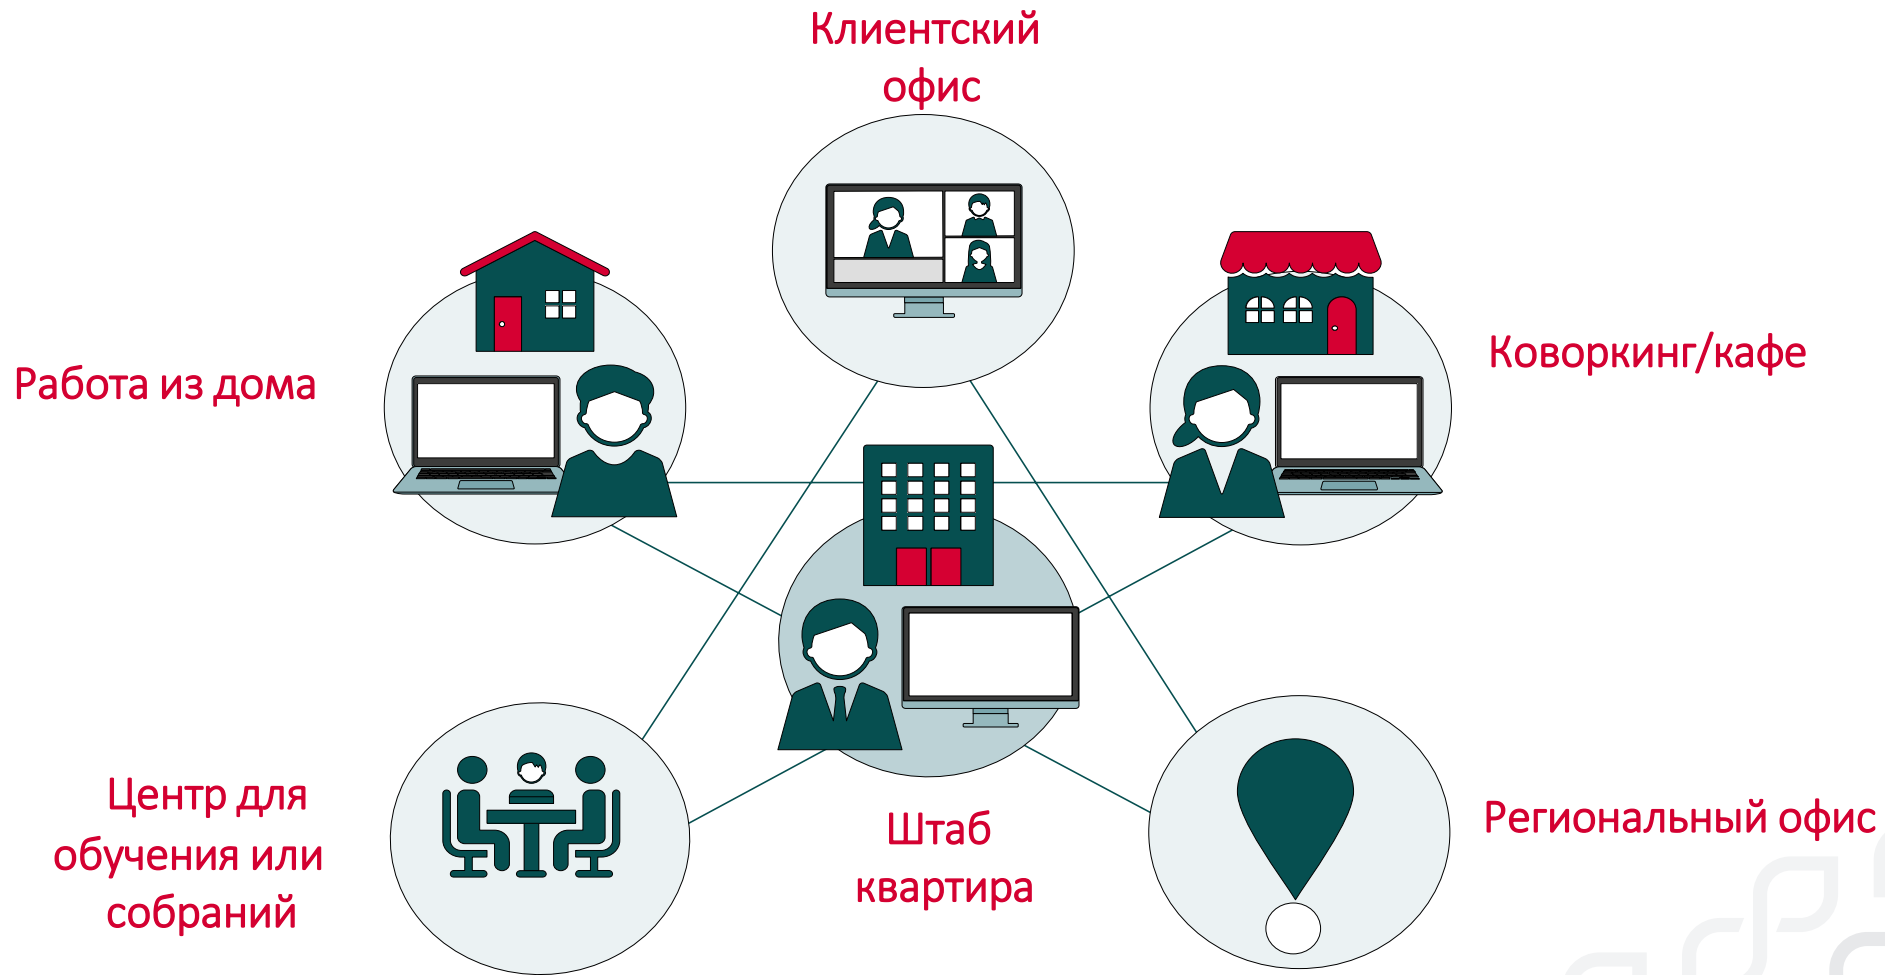 Клиентский
офис
Работа из дома
Коворкинг/кафе
Центр для
обучения или
собраний
Штаб
квартира
Региональный офис